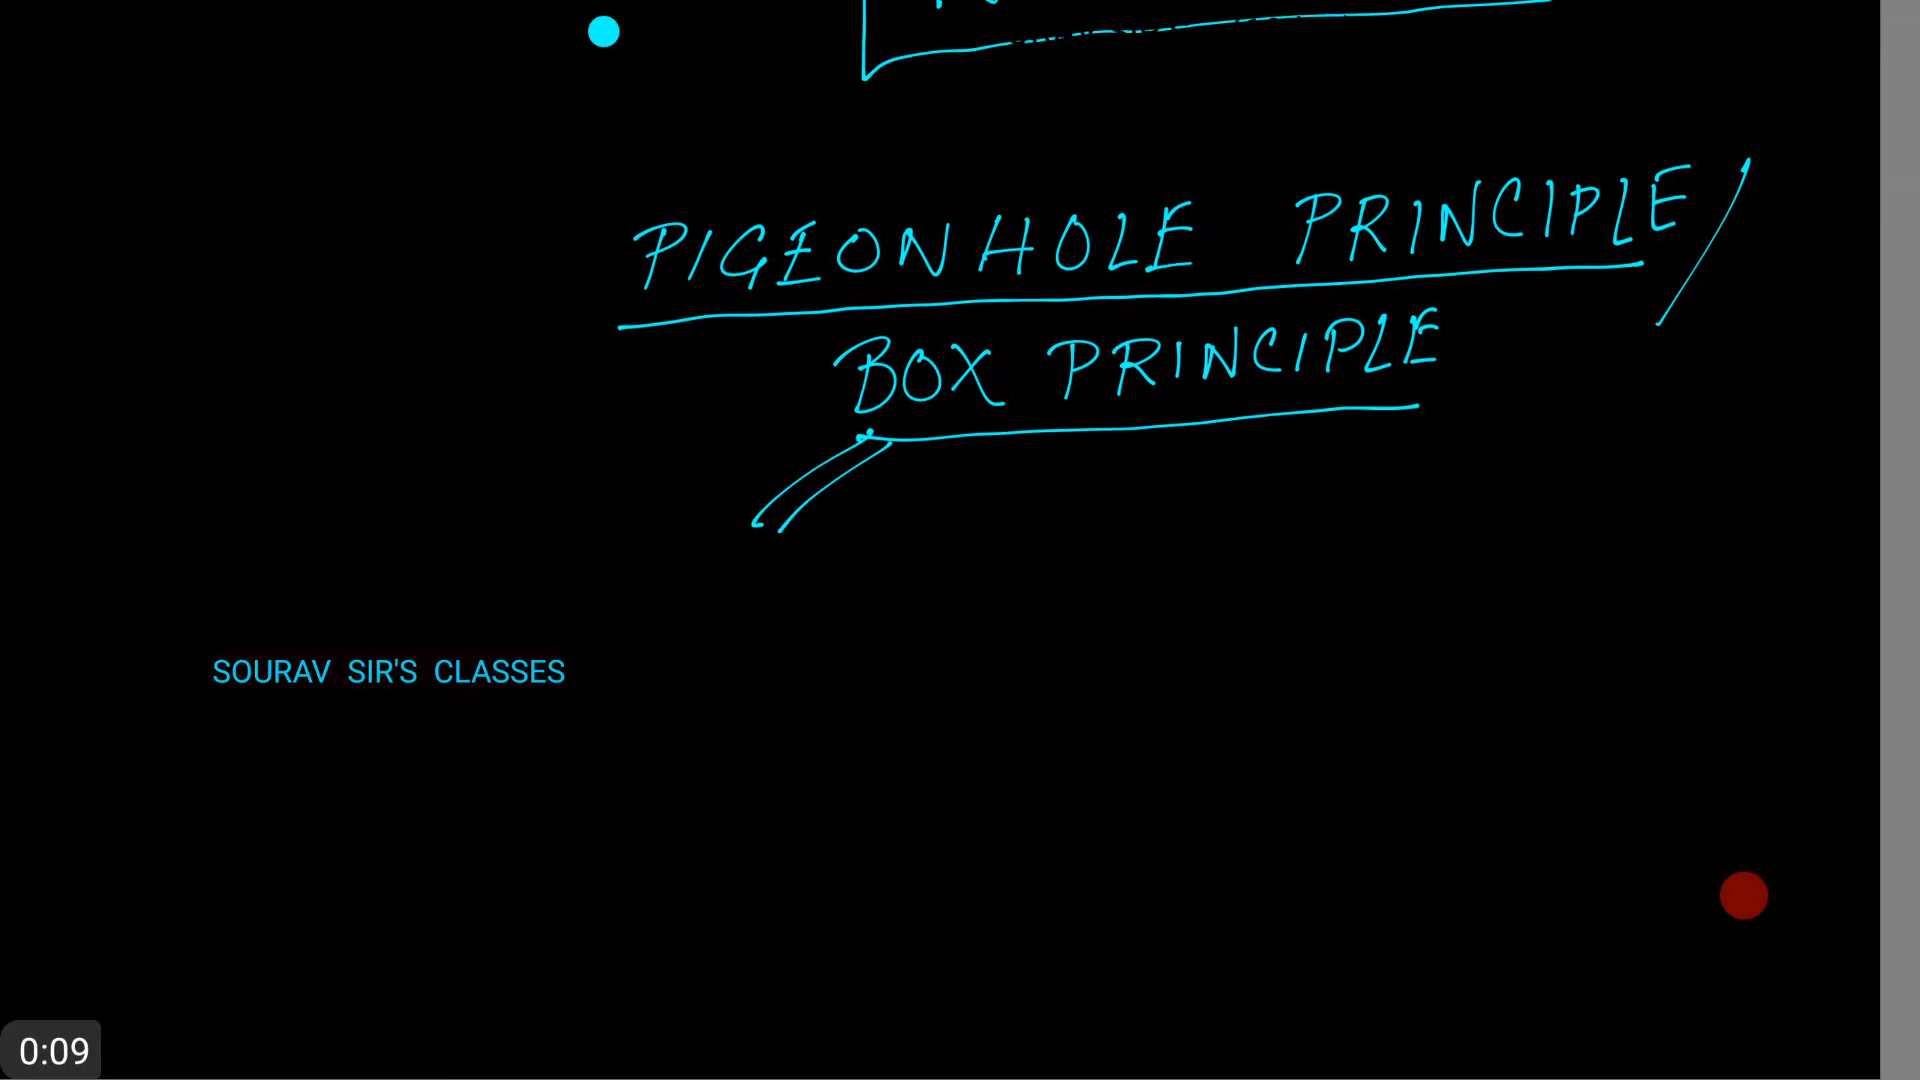 PIGEONHOLE PRINCIPLE/
BOX PRINCIPLE
SOURAV SIR'S CLASSES
0:09